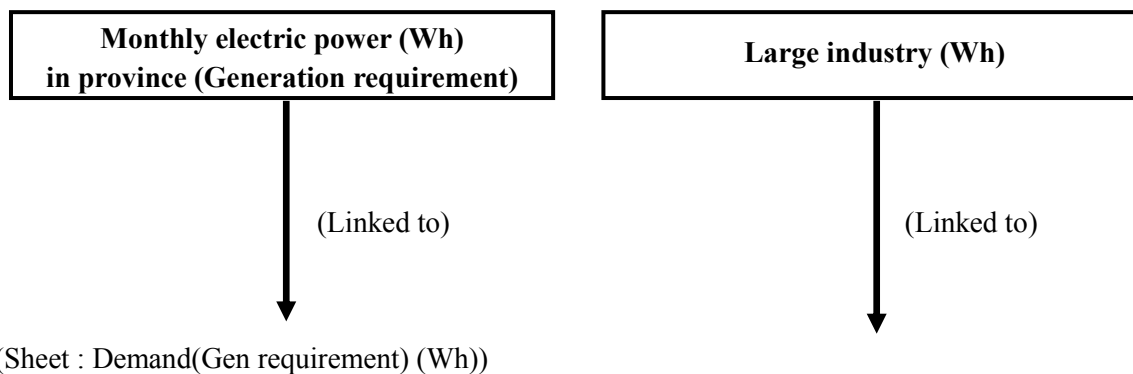 Monthly electric power (Wh)
in province (Generation requirement)
Large industry (Wh)
(Linked to)
(Linked to)
(Sheet : Demand(Gen requirement) (Wh))